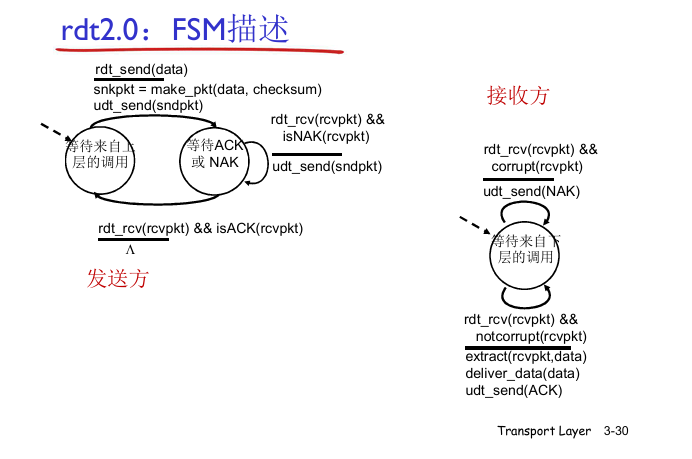 rdt2.0：FSM描述
rdt_send(data)
snkpkt = make_pkt(data, checksum)
udt_send(sndpkt)
等待来自上
层的调用
等待ACK
或 NAK
rdt_rcv(rcvpkt) &&
isNAK(rcvpkt)
udt_send(sndpkt)
rdt_rcv(rcvpkt) && isACK(rcvpkt)
Λ
发送方
接收方
rdt_rcv(rcvpkt) &&
corrupt(rcvpkt)
udt_send(NAK)
等待来自下
层的调用
rdt_rcv(rcvpkt) &&
notcorrupt(rcvpkt)
extract(rcvpkt,data)
deliver_data(data)
udt_send(ACK)
Transport Layer 3-30